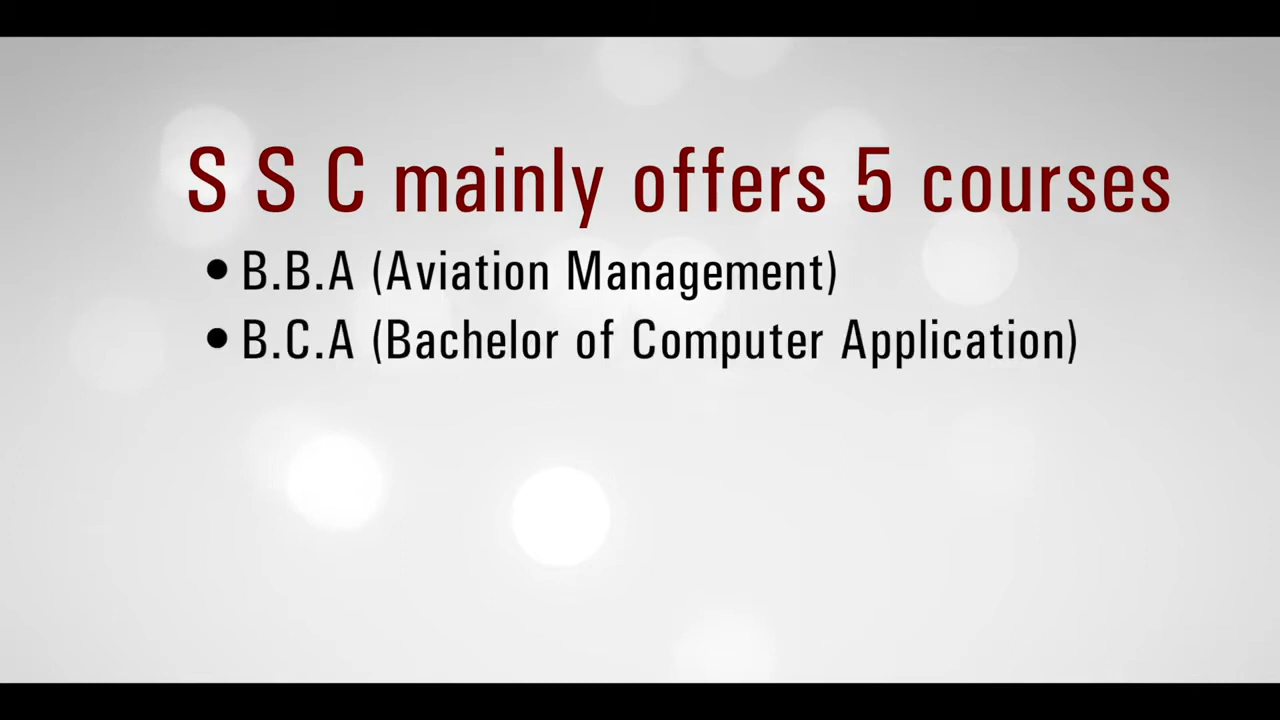 S S C mainly offers 5 courses
• B.B.A (Aviation Management)
• B.C.A (Bachelor of Computer Application)